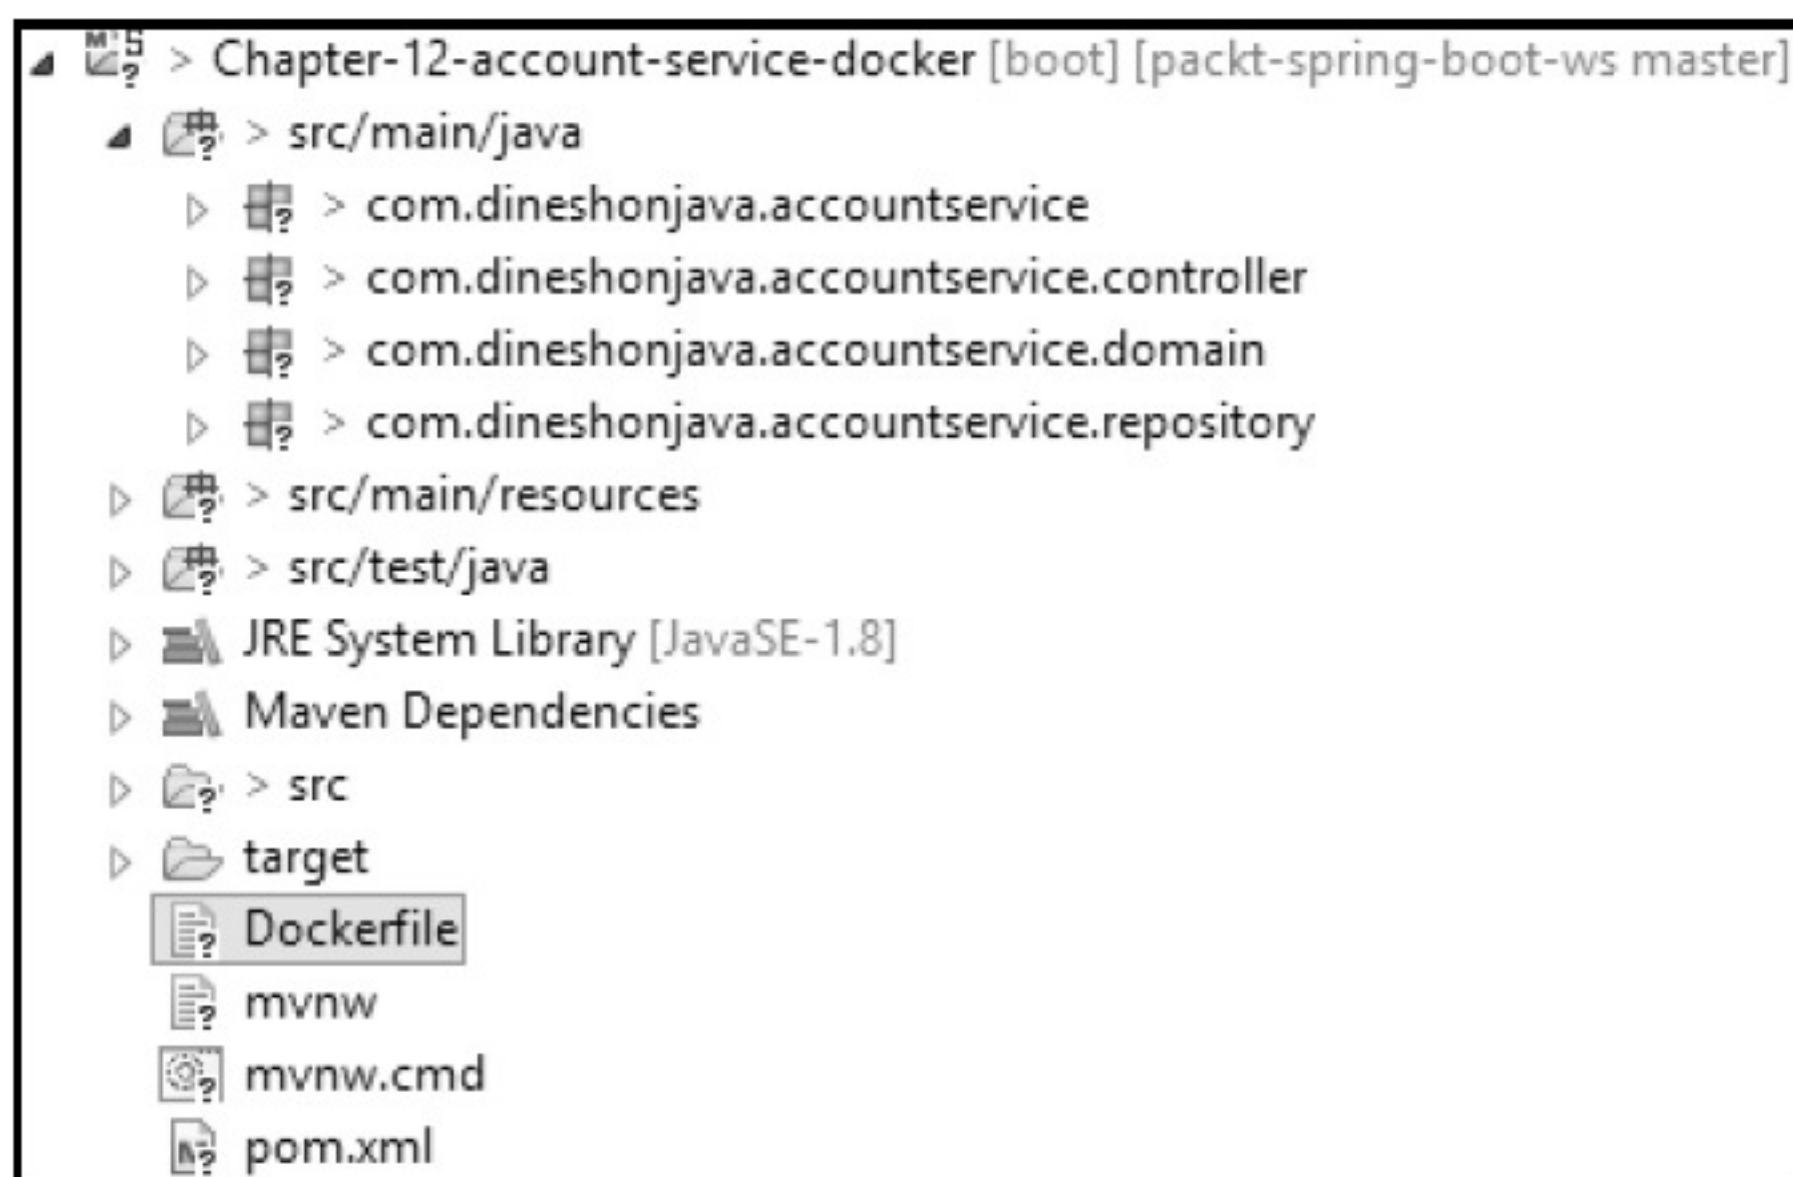 > Chapter-12-account-service-docker [boot] [packt-spring-boot-ws master]
> src/main/java
> com.dineshonjava.accountservice
> com.dineshonjava.accountservice.controller
> com.dineshonjava.accountservice.domain
> com.dineshonjava.accountservice.repository
> src/main/resources
> src/test/java
JRE System Library [JavaSE-1.8]
Maven Dependencies
> src
target
Dockerfile
mvnw
mvnw.cmd
pom.xml